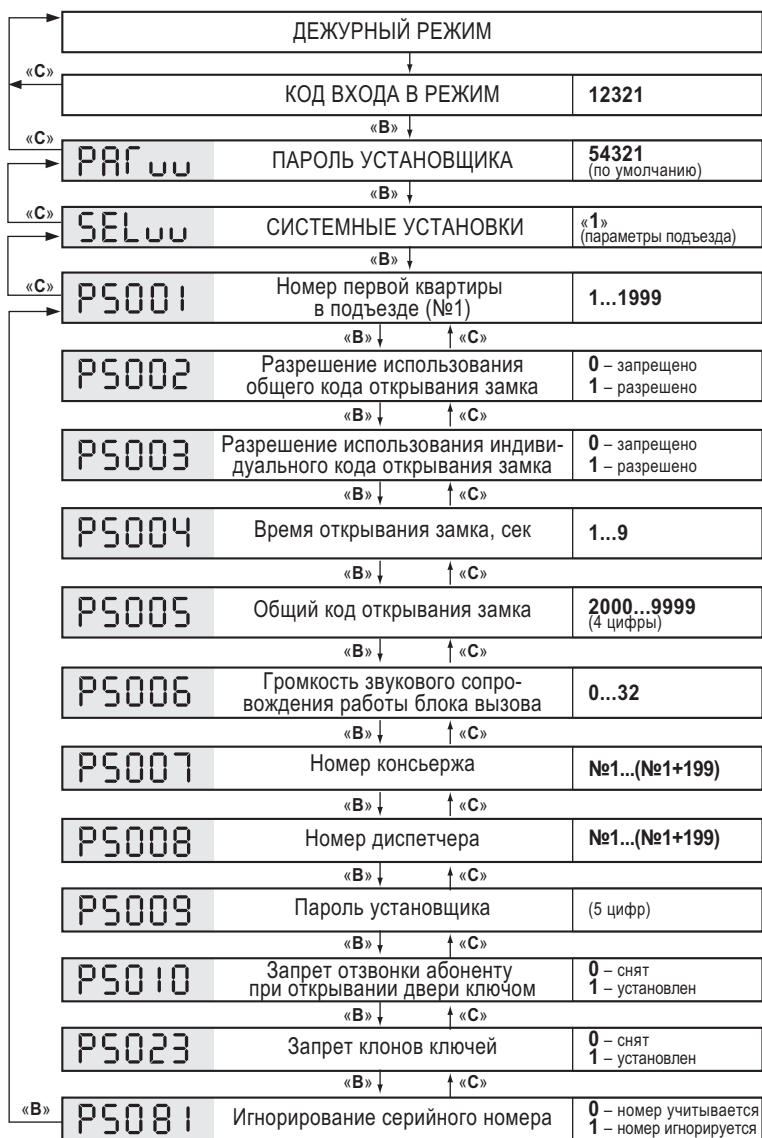 ДЕЖУРНЫЙ РЕЖИМ
«С»
КОД ВХОДА В РЕЖИМ 12321
«В»
«С»
PAГ ⊔⊔ ПАРОЛЬ УСТАНОВЩИКА 54321
(по умолчанию)
«В»
«С»
SEL⊔⊔ СИСТЕМНЫЕ УСТАНОВКИ «1»
(параметры подъезда)
«В»
«С»
PS001 Номер первой квартиры
в подъезде (№1) 1...1999
«В» «С»
PS002 Разрешение использования
общего кода открывания замка 0 – запрещено
1 – разрешено
«В» «С»
PS003 Разрешение использования индиви-
дуального кода открывания замка 0 – запрещено
1 – разрешено
«В» «С»
PS004 Время открывания замка, сек 1...9
«В» «С»
PS005 Общий код открывания замка 2000...9999
(4 цифры)
«В» «С»
PS006 Громкость звукового сопро-
вождения работы блока вызова 0...32
«В» «С»
PS007 Номер консьержа №1...(№1+199)
«В» «С»
PS008 Номер диспетчера №1...(№1+199)
«В» «С»
PS009 Пароль установщика (5 цифр)
«В» «С»
PS010 Запрет отзвонки абоненту
при открывании двери ключом 0 – снят
1 – установлен
«В» «С»
PS023 Запрет клонов ключей 0 – снят
1 – установлен
«В» «С»
«В»
PS081 Игнорирование серийного номера 0 – номер учитывается
1 – номер игнорируется